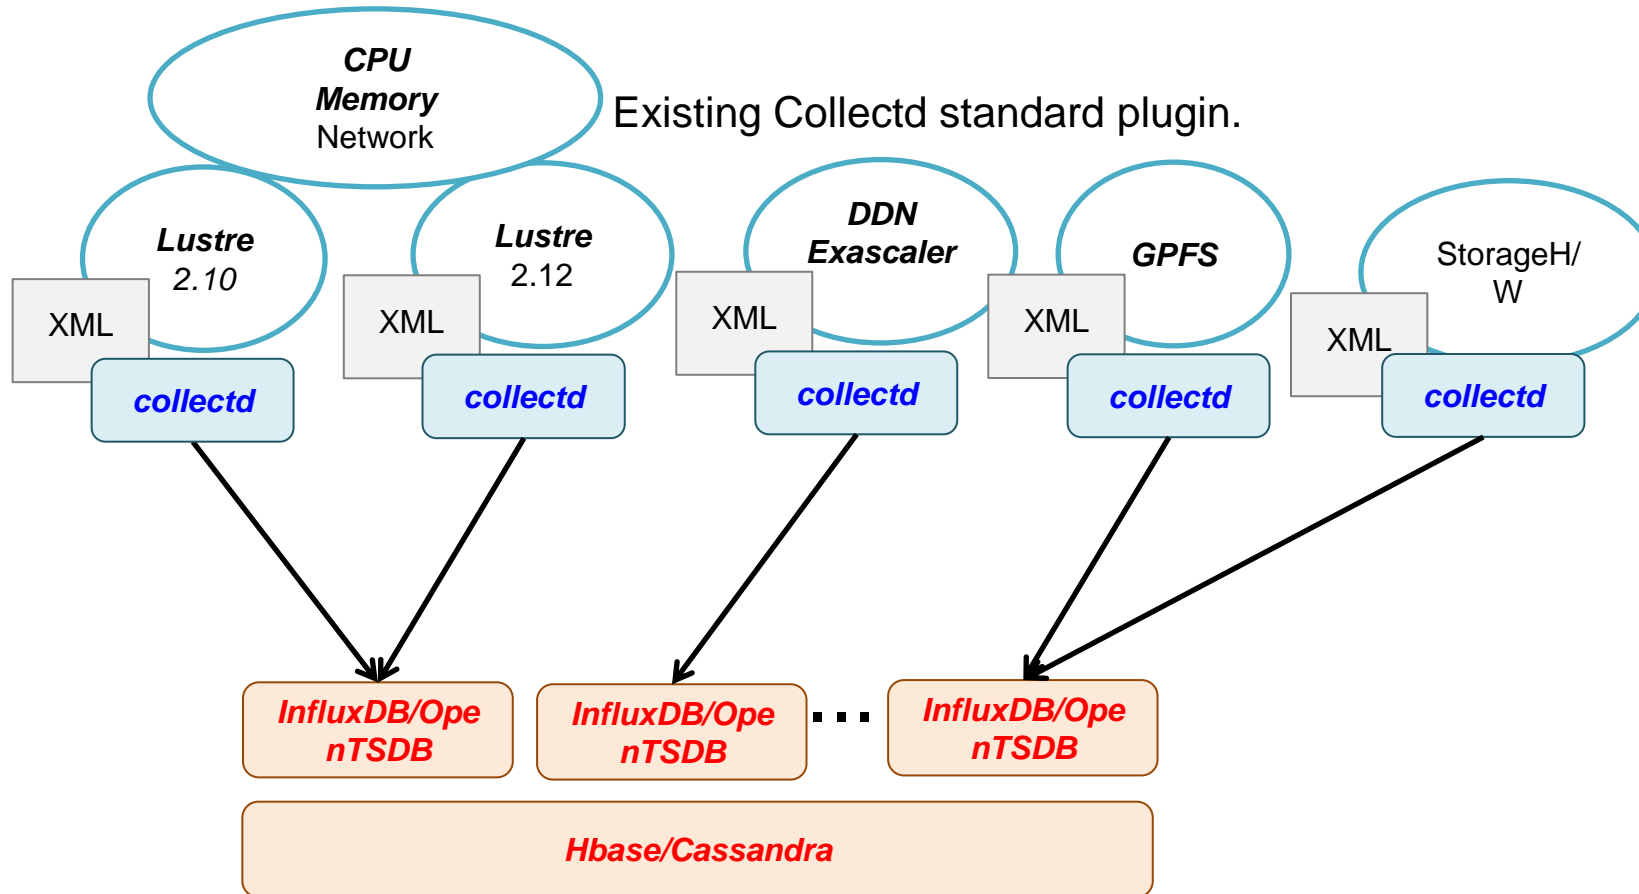 CPU
Memory
Network
Existing Collectd standard plugin.
Lustre
2.10
Lustre
2.12
DDN
Exascaler
GPFS
StorageH/
W
XML
XML
XML
XML
XML
collectd
collectd
collectd
collectd
collectd
InfluxDB/Ope
nTSDB
InfluxDB/Ope
nTSDB
...
InfluxDB/Ope
nTSDB
Hbase/Cassandra